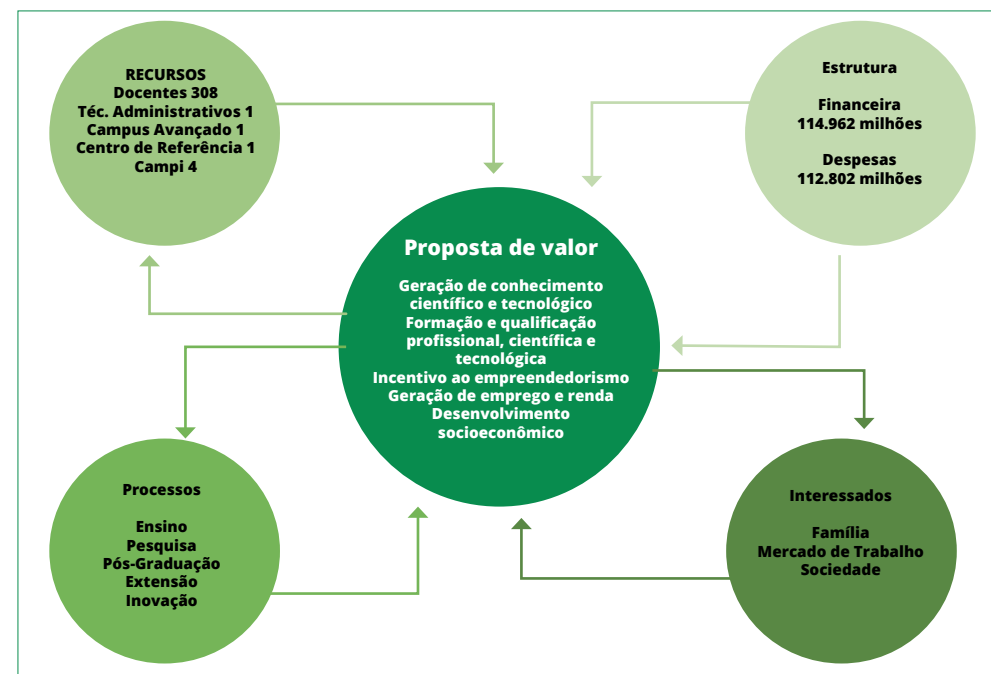 RECURSOS
Docentes 308
Téc. Administrativos 1
Campus Avançado 1
Centro de Referência 1
Campi 4
Estrutura
Financeira
114.962 milhões
Despesas
112.802 milhões
Proposta de valor
Geração de conhecimento
científico e tecnológico
Formação e qualificação
profissional, científica e
tecnológica
Incentivo ao empreendedorismo
Geração de emprego e renda
Desenvolvimento
socioeconômico
Processos
Ensino
Pesquisa
Pós-Graduação
Extensão
Inovação
Interessados
Família
Mercado de Trabalho
Sociedade